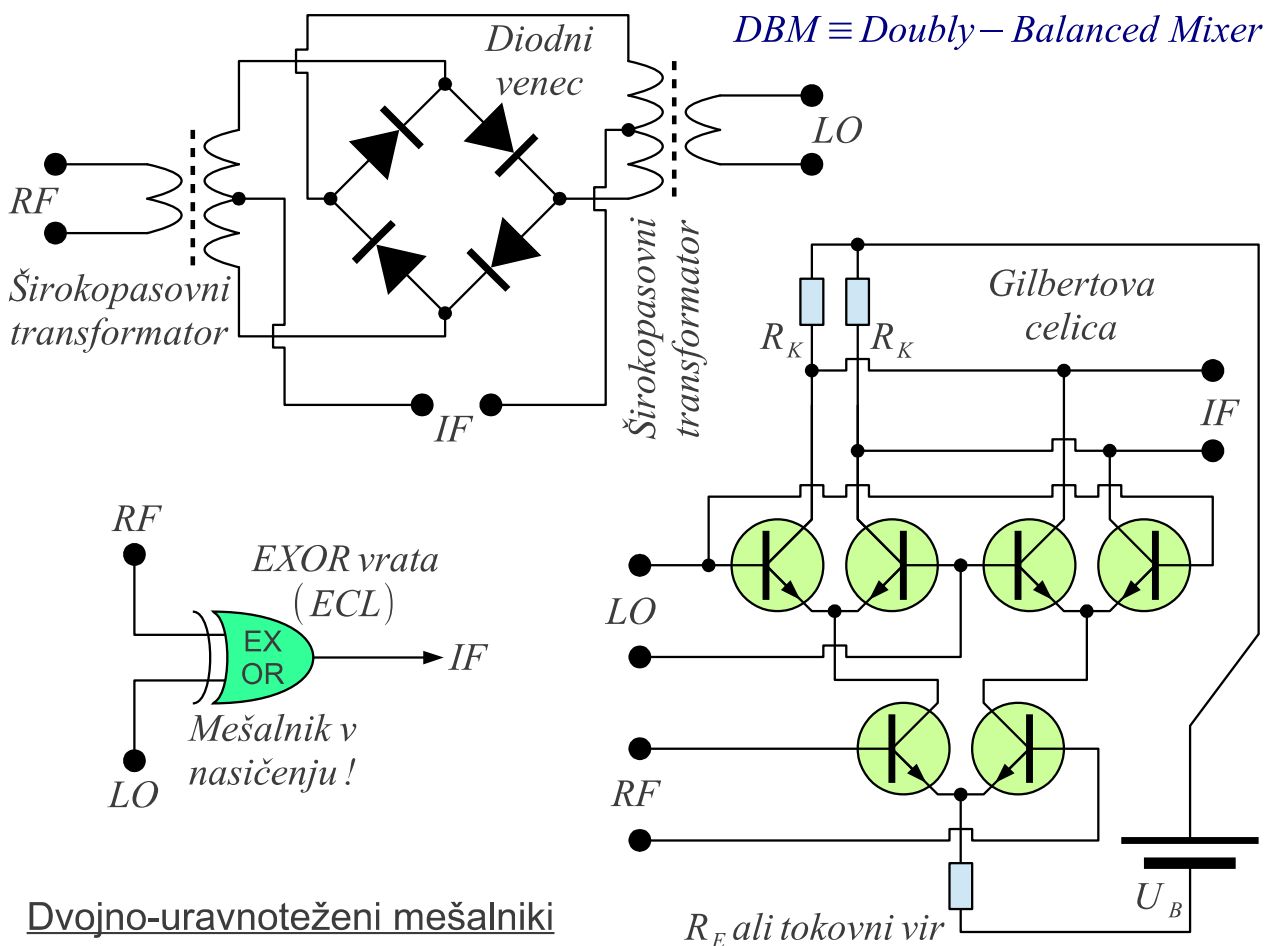 DBM ≡ Doubly – Balanced Mixer
Diodni
venec
RF
LO
Širokopasovni
transformator
Širokopasovni
transformator
IF
Gilbertova
celica
R_K
R_K
IF
RF
EXOR vrata
(ECL)
EX
OR
IF
LO
Mešalnik v
nasičenju !
LO
RF
U_B
R_E ali tokovni vir
Dvojno-uravnoteženi mešalniki